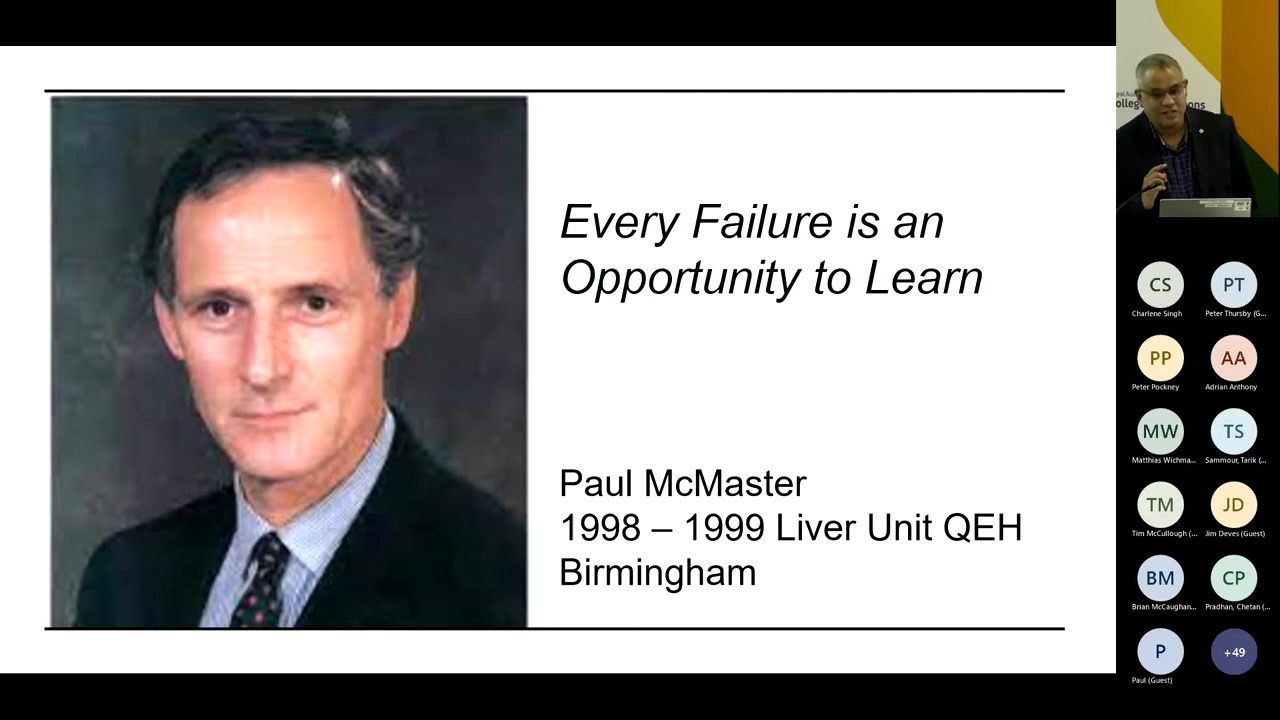 Every Failure is an
Opportunity to Learn
Paul McMaster
1998 – 1999 Liver Unit QEH
Birmingham
CS
Charlene Singh
PT
Peter Thursby (G...
PP
Peter Pockney
AA
Adrian Anthony
MW
Matthias Wichma...
TS
Sammour, Tarik (...
TM
Tim McCullough (...
JD
Jim Deves (Guest)
BM
Brian McCaughan...
CP
Pradhan, Chetan (...
P
Paul (Guest)
+49